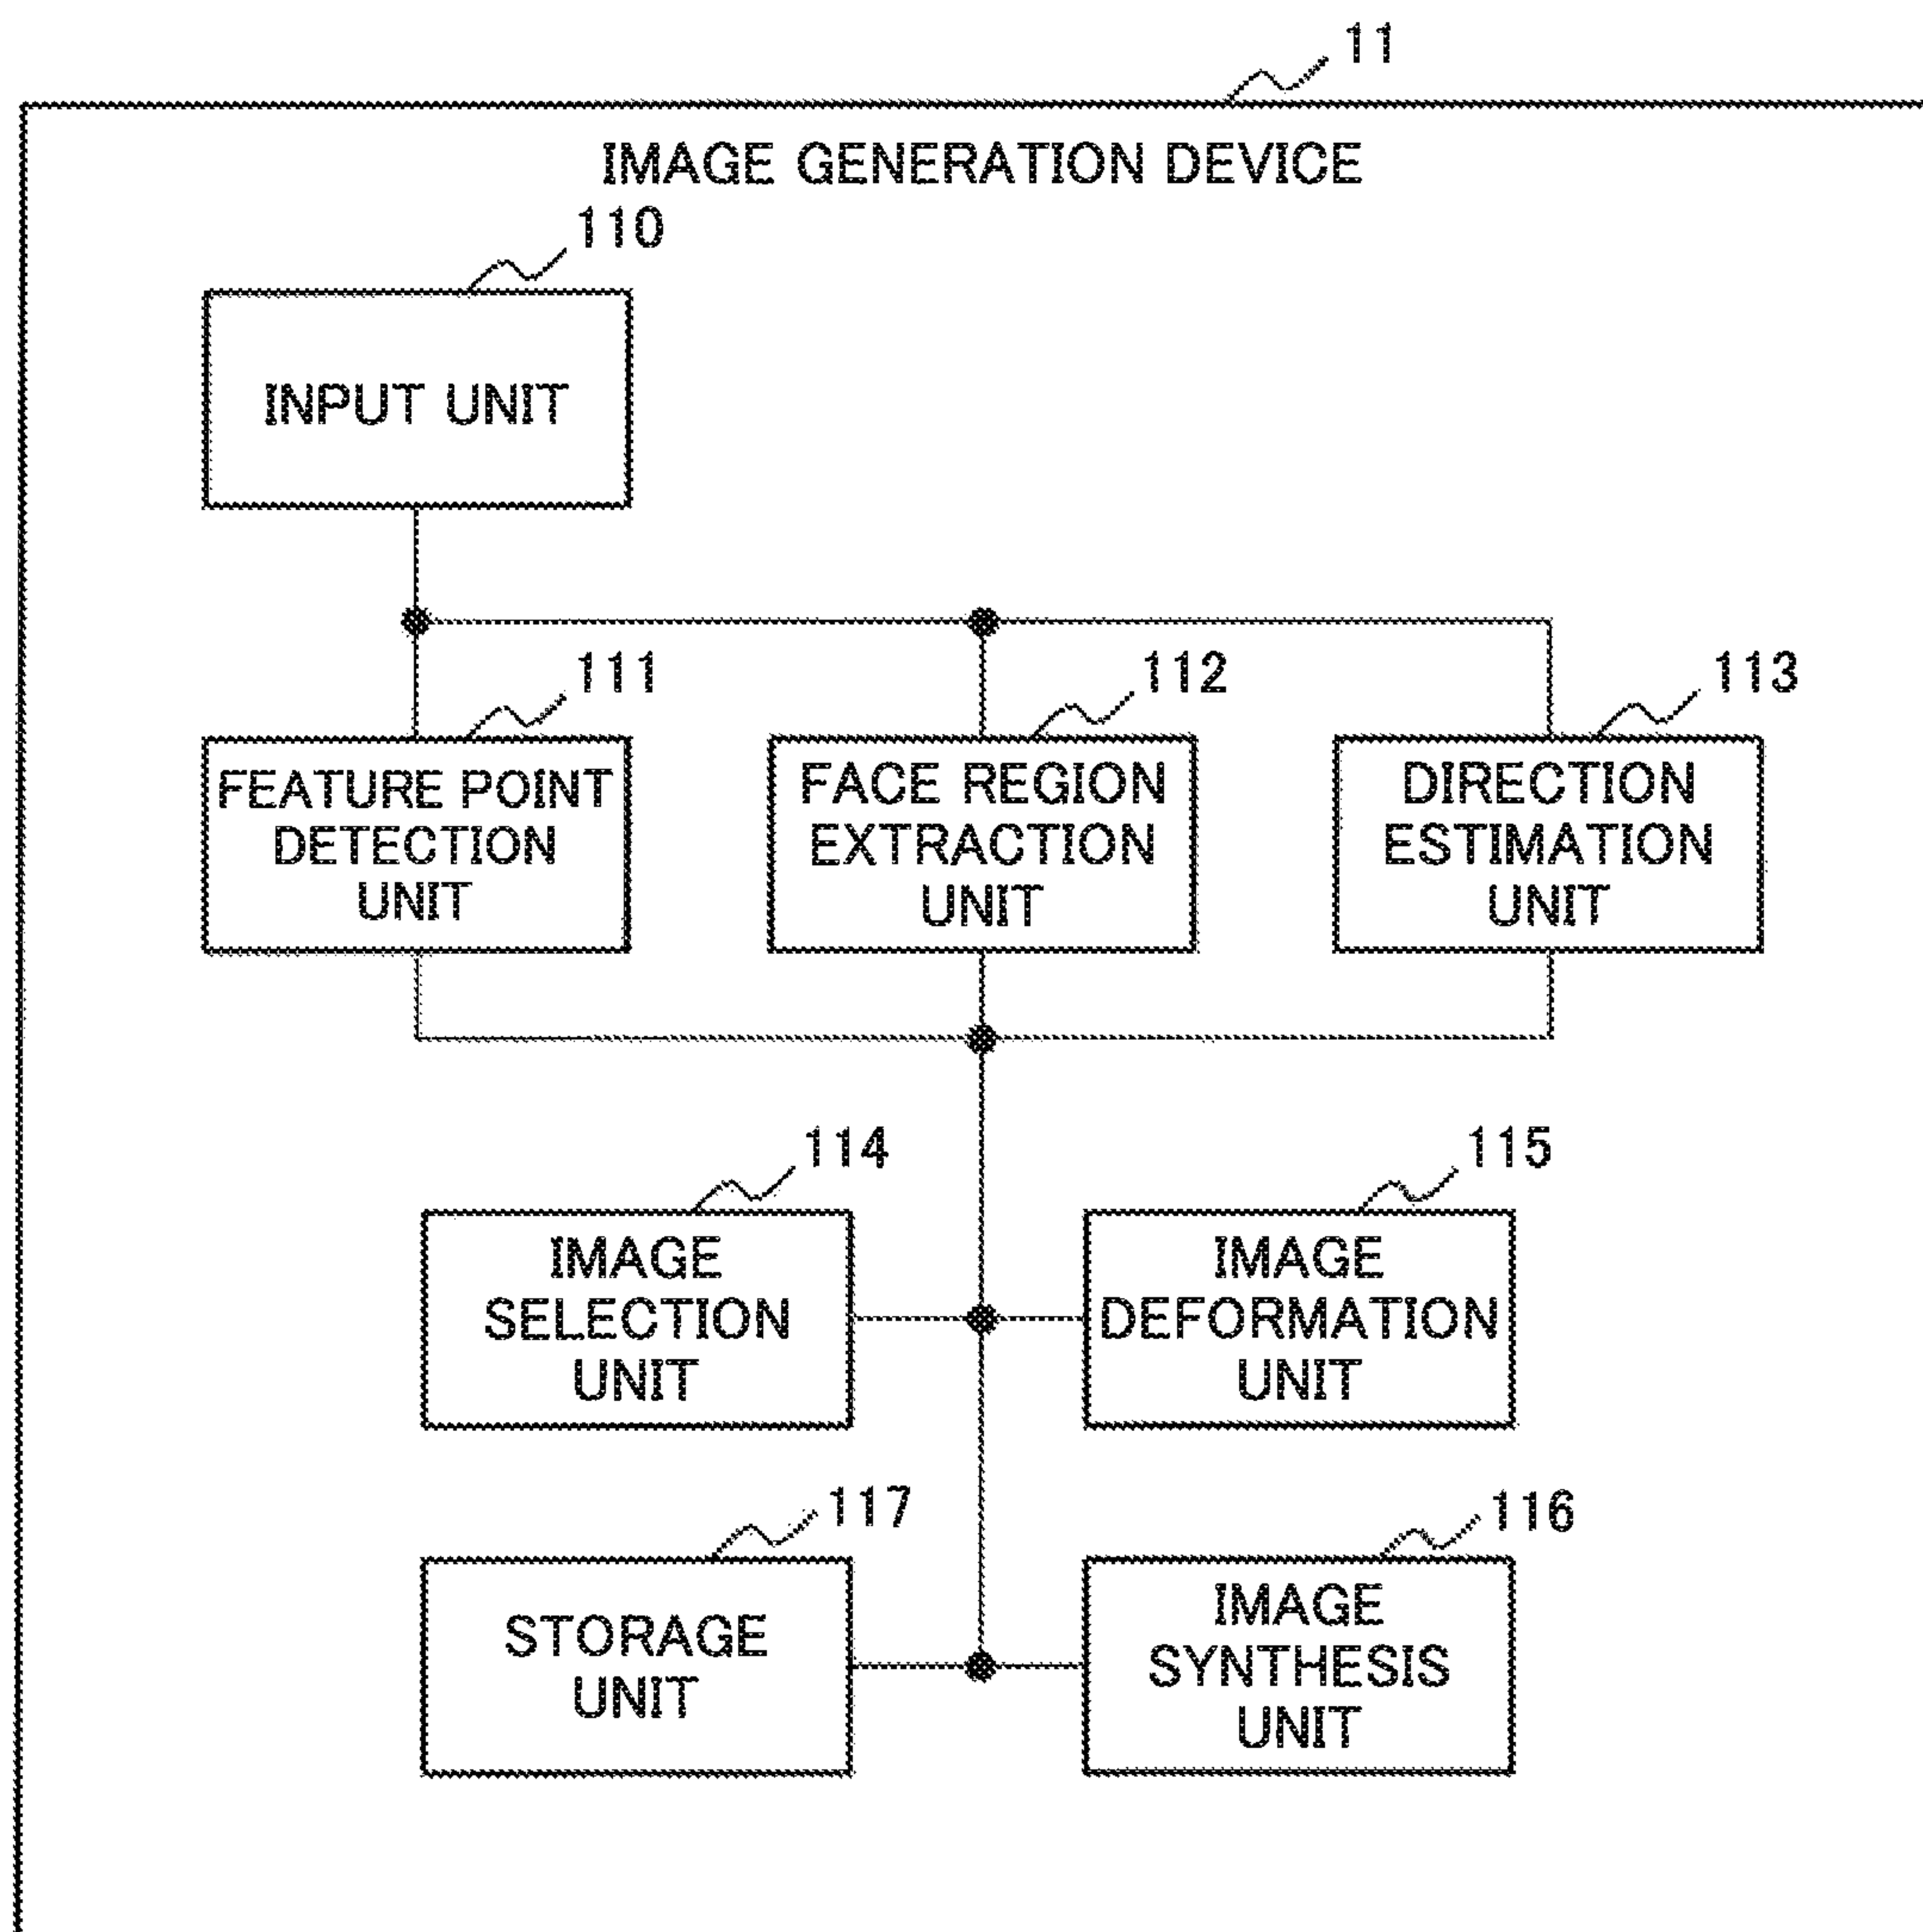 11
IMAGE GENERATION DEVICE
110
INPUT UNIT
111
112
113
FEATURE POINT
DETECTION
UNIT
FACE REGION
EXTRACTION
UNIT
DIRECTION
ESTIMATION
UNIT
114
115
IMAGE
SELECTION
UNIT
IMAGE
DEFORMATION
UNIT
117
116
STORAGE
UNIT
IMAGE
SYNTHESIS
UNIT